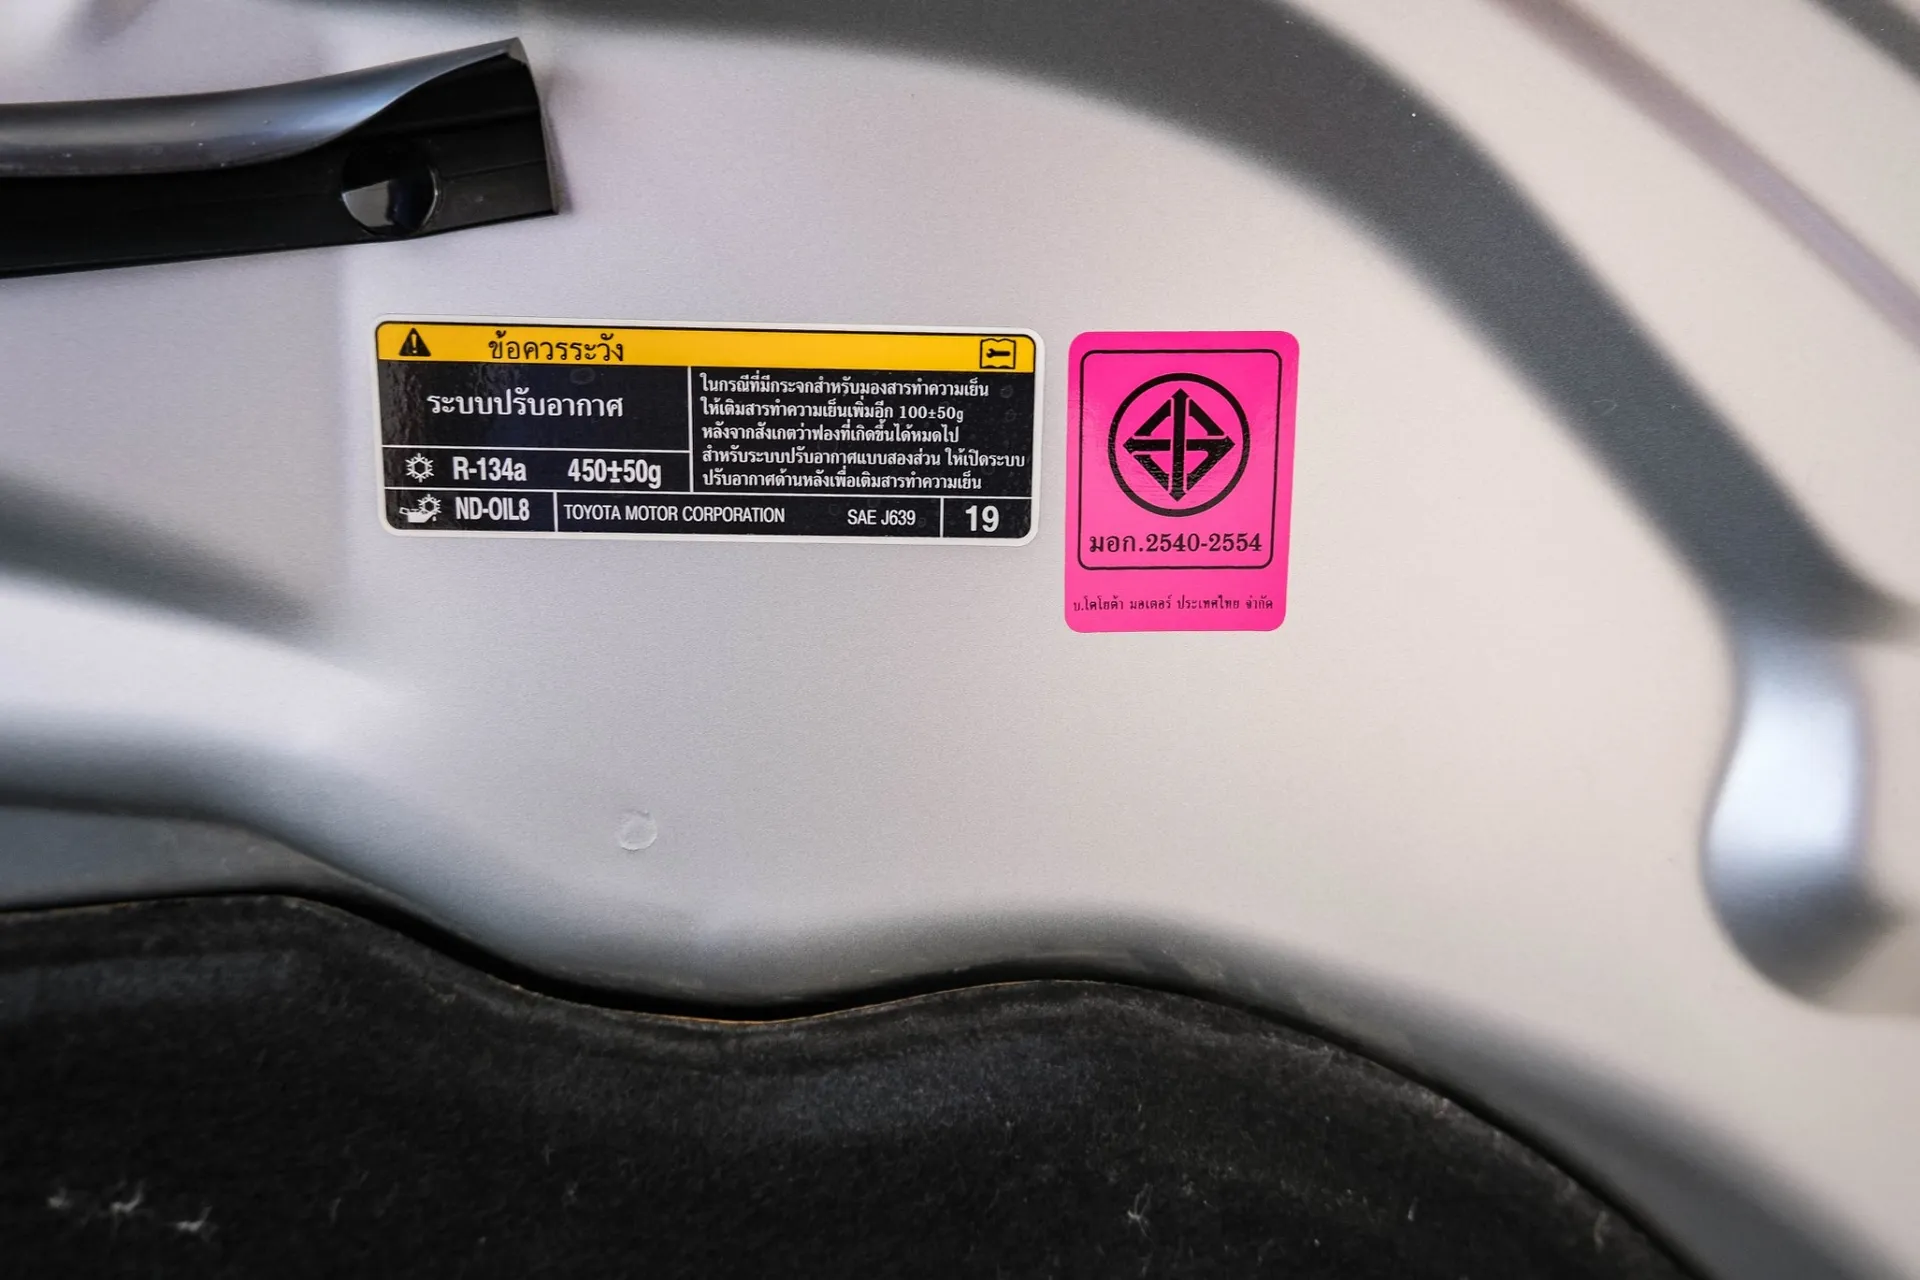 ข้อควรระวัง
ระบบปรับอากาศ
R-134a 450±50g
ในกรณีที่มีกระจกสำหรับมองสารทำความเย็น
ให้เติมสารทำความเย็นเพิ่มอีก 100±50g
หลังจากสังเกตว่าฟองที่เกิดขึ้นได้หมดไป
สำหรับระบบปรับอากาศแบบสองส่วน ให้เปิดระบบ
ปรับอากาศด้านหลังเพื่อเติมสารทำความเย็น
ND-OIL8 TOYOTA MOTOR CORPORATION SAE J639 19
มอก.2540-2554
บ.โตโยต้า มอเตอร์ ประเทศไทย จำกัด